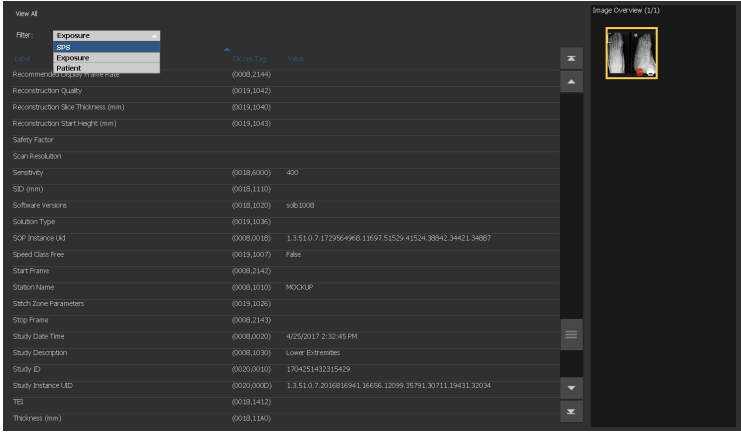 View All
Image Overview (1/1)
Filter: Exposure
SPS
Exposure
Patient
Label Dicom Tag Value
Recommended Display Frame Rate (0008,2144)
Reconstruction Quality (0019,1042)
Reconstruction Slice Thickness (mm) (0019,1040)
Reconstruction Start Height (mm) (0019,1043)
Safety Factor
Scan Resolution
Sensitivity (0018,6000) 400
SID (mm) (0018,1110)
Software Versions (0018,1020) solb1008
Solution Type (0019,1036)
SOP Instance Uid (0008,0018) 1.3.51.0.7.1729564968.11697.51529.41524.38842.34421.34887
Speed Class Free (0019,1007) False
Start Frame (0008,2142)
Station Name (0008,1010) MOCKUP
Stitch Zone Parameters (0019,1026)
Stop Frame (0008,2143)
Study Date Time (0008,0020) 4/25/2017 2:32:45 PM
Study Description (0008,1030) Lower Extremities
Study ID (0020,0010) 1704251432315429
Study Instance UID (0020,000D) 1.3.51.0.7.2016816941.16656.12099.35791.30711.19431.32034
TEI (0018,1412)
Thickness (mm) (0018,11A0)